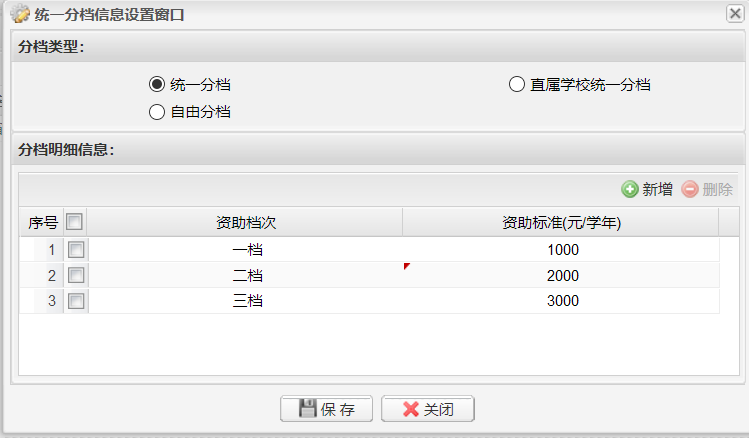 统一分档信息设置窗口
分档类型：
统一分档 直属学校统一分档
自由分档
分档明细信息：
新增 删除
序号 资助档次 资助标准(元/学年)
1 一档 1000
2 二档 2000
3 三档 3000
保存 关闭